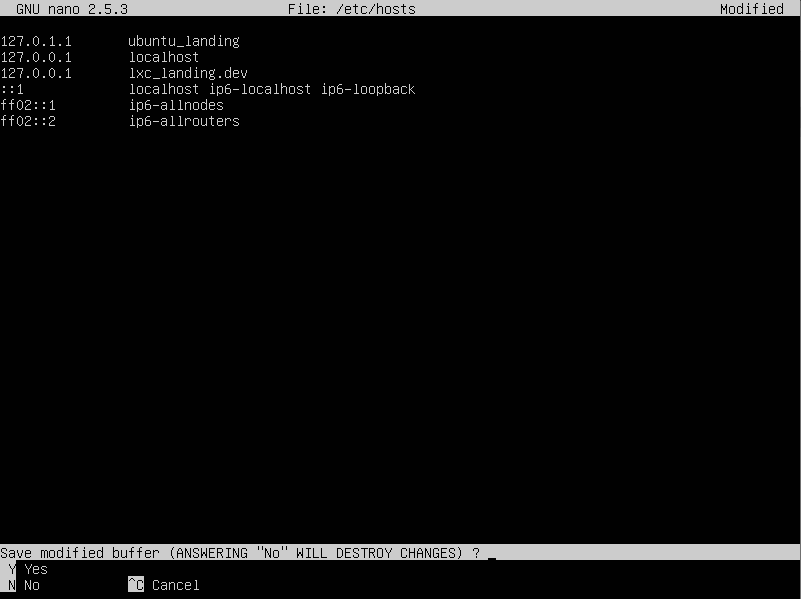 GNU nano 2.5.3 File: /etc/hosts Modified
127.0.1.1 ubuntu_landing
127.0.0.1 localhost
127.0.0.1 lxc_landing.dev
::1 localhost ip6-localhost ip6-loopback
ff02::1 ip6-allnodes
ff02::2 ip6-allrouters
Save modified buffer (ANSWERING "No" WILL DESTROY CHANGES) ? _
Y Yes
N No ^C Cancel